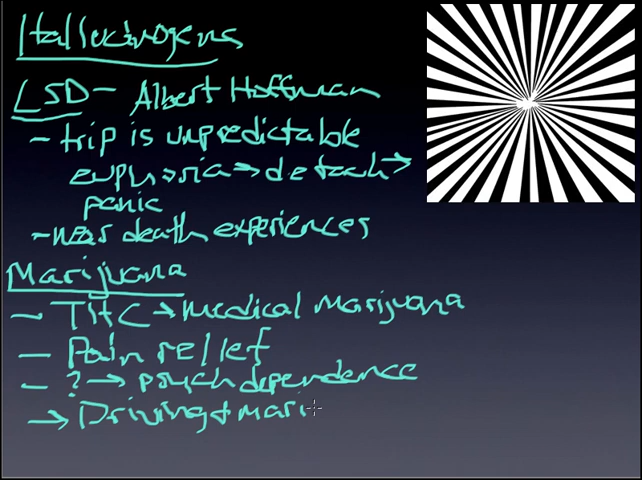 Hallucinogens
LSD - Albert Hoffman
- trip is unpredictable
euphoria → detach →
panic
- near death experiences
Marijuana
- THC → medical marijuana
- Pain relief
- ? → psych dependence
→ Driving + mari